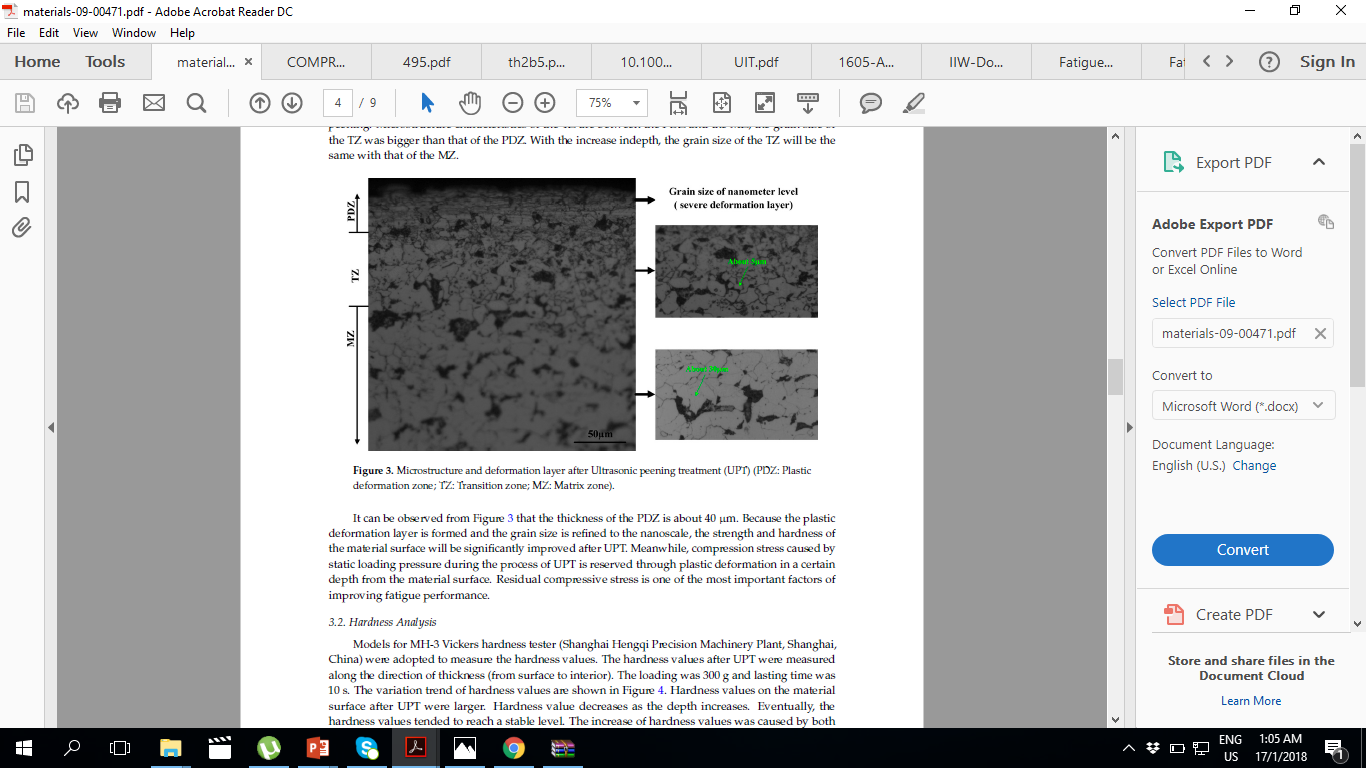 materials-09-00471.pdf - Adobe Acrobat Reader DC
File Edit View Window Help
Home Tools material... × COMPR... 495.pdf th2b5.p... 10.100... UIT.pdf 1605-A... IIW-Do... Fatigue... Fat Sign In
4 / 9 75%
the TZ was bigger than that of the PDZ. With the increase indepth, the grain size of the TZ will be the
same with that of the MZ.
PDZ
TZ
MZ
Grain size of nanometer level
( severe deformation layer)
About 5um
50μm
Figure 3. Microstructure and deformation layer after Ultrasonic peening treatment (UPT) (PDZ: Plastic
deformation zone; TZ: Transition zone; MZ: Matrix zone).
It can be observed from Figure 3 that the thickness of the PDZ is about 40 μm. Because the plastic
deformation layer is formed and the grain size is refined to the nanoscale, the strength and hardness of
the material surface will be significantly improved after UPT. Meanwhile, compression stress caused by
static loading pressure during the process of UPT is reserved through plastic deformation in a certain
depth from the material surface. Residual compressive stress is one of the most important factors of
improving fatigue performance.
3.2. Hardness Analysis
Models for MH-3 Vickers hardness tester (Shanghai Hengqi Precision Machinery Plant, Shanghai,
China) were adopted to measure the hardness values. The hardness values after UPT were measured
along the direction of thickness (from surface to interior). The loading was 300 g and lasting time was
10 s. The variation trend of hardness values are shown in Figure 4. Hardness values on the material
surface after UPT were larger. Hardness value decreases as the depth increases. Eventually, the
hardness values tended to reach a stable level. The increase of hardness values was caused by both
Export PDF
Adobe Export PDF
Convert PDF Files to Word
or Excel Online
Select PDF File
materials-09-00471.pdf
Convert to
Microsoft Word (*.docx)
Document Language:
English (U.S.) Change
Convert
Create PDF
Store and share files in the
Document Cloud
Learn More
ENG
US
1:05 AM
17/1/2018
1